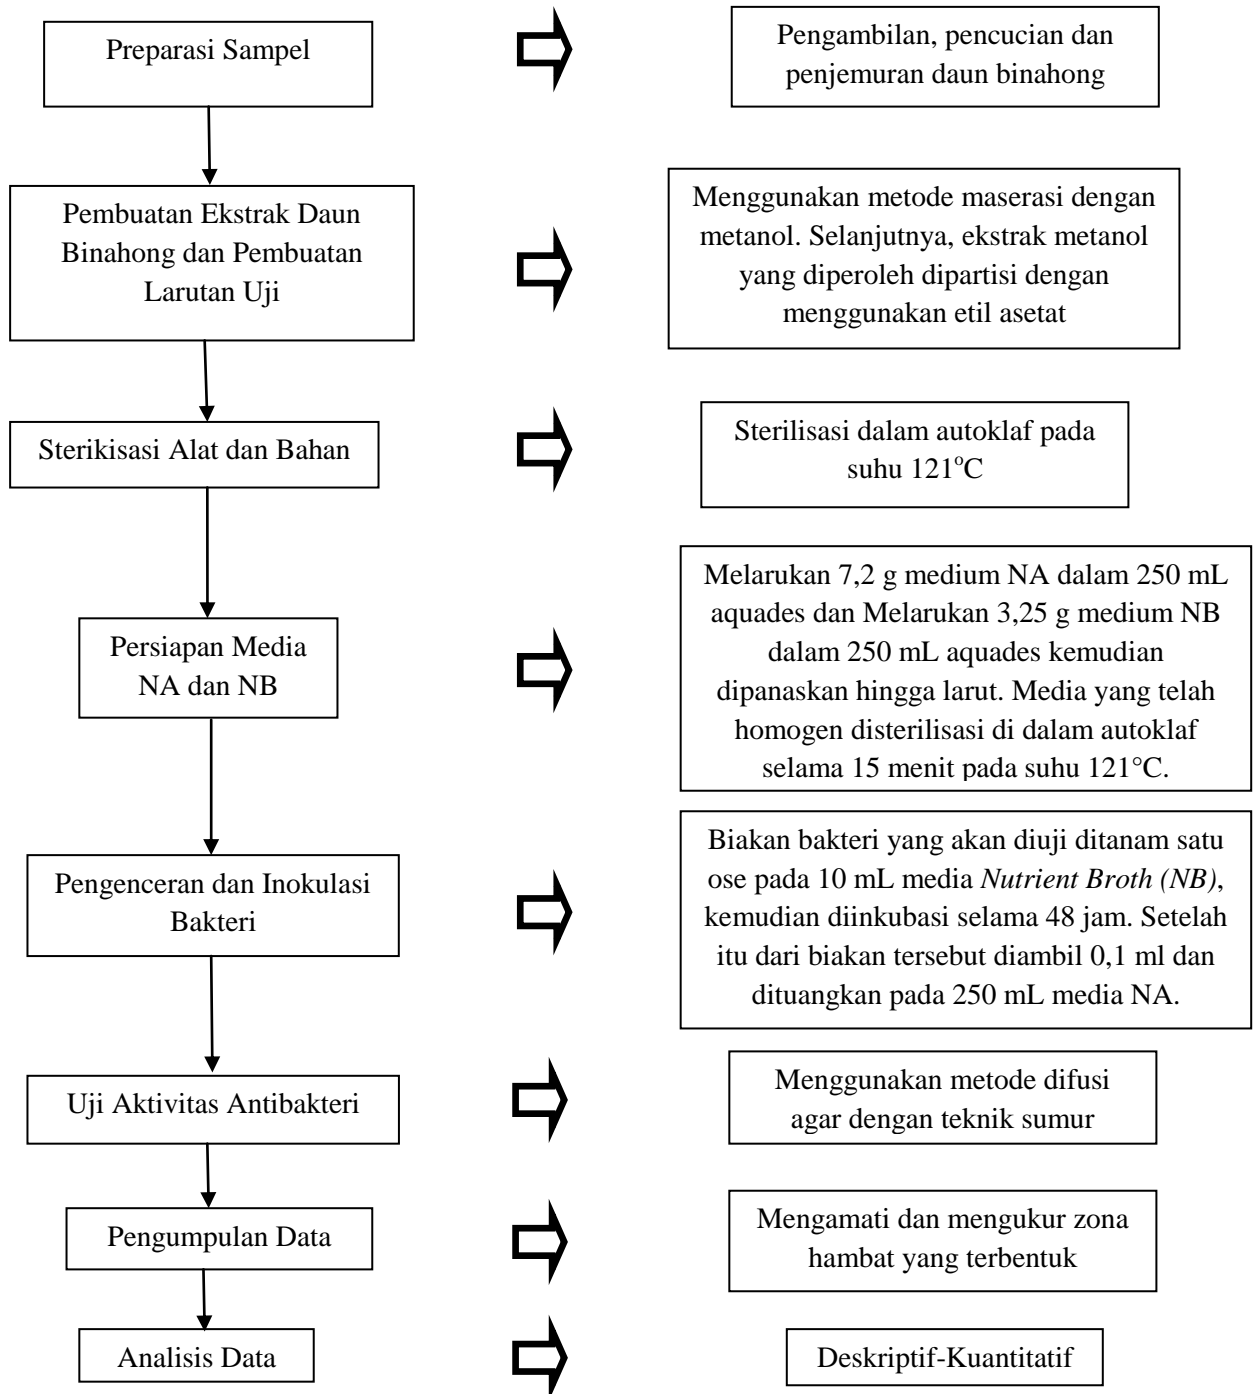 Preparasi Sampel
Pengambilan, pencucian dan
penjemuran daun binahong
Pembuatan Ekstrak Daun
Binahong dan Pembuatan
Larutan Uji
Menggunakan metode maserasi dengan
metanol. Selanjutnya, ekstrak metanol
yang diperoleh dipartisi dengan
menggunakan etil asetat
Sterikisasi Alat dan Bahan
Sterilisasi dalam autoklaf pada
suhu 121°C
Persiapan Media
NA dan NB
Melarukan 7,2 g medium NA dalam 250 mL
aquades dan Melarukan 3,25 g medium NB
dalam 250 mL aquades kemudian
dipanaskan hingga larut. Media yang telah
homogen disterilisasi di dalam autoklaf
selama 15 menit pada suhu 121°C.
Pengenceran dan Inokulasi
Bakteri
Biakan bakteri yang akan diuji ditanam satu
ose pada 10 mL media Nutrient Broth (NB),
kemudian diinkubasi selama 48 jam. Setelah
itu dari biakan tersebut diambil 0,1 ml dan
dituangkan pada 250 mL media NA.
Uji Aktivitas Antibakteri
Menggunakan metode difusi
agar dengan teknik sumur
Pengumpulan Data
Mengamati dan mengukur zona
hambat yang terbentuk
Analisis Data
Deskriptif-Kuantitatif